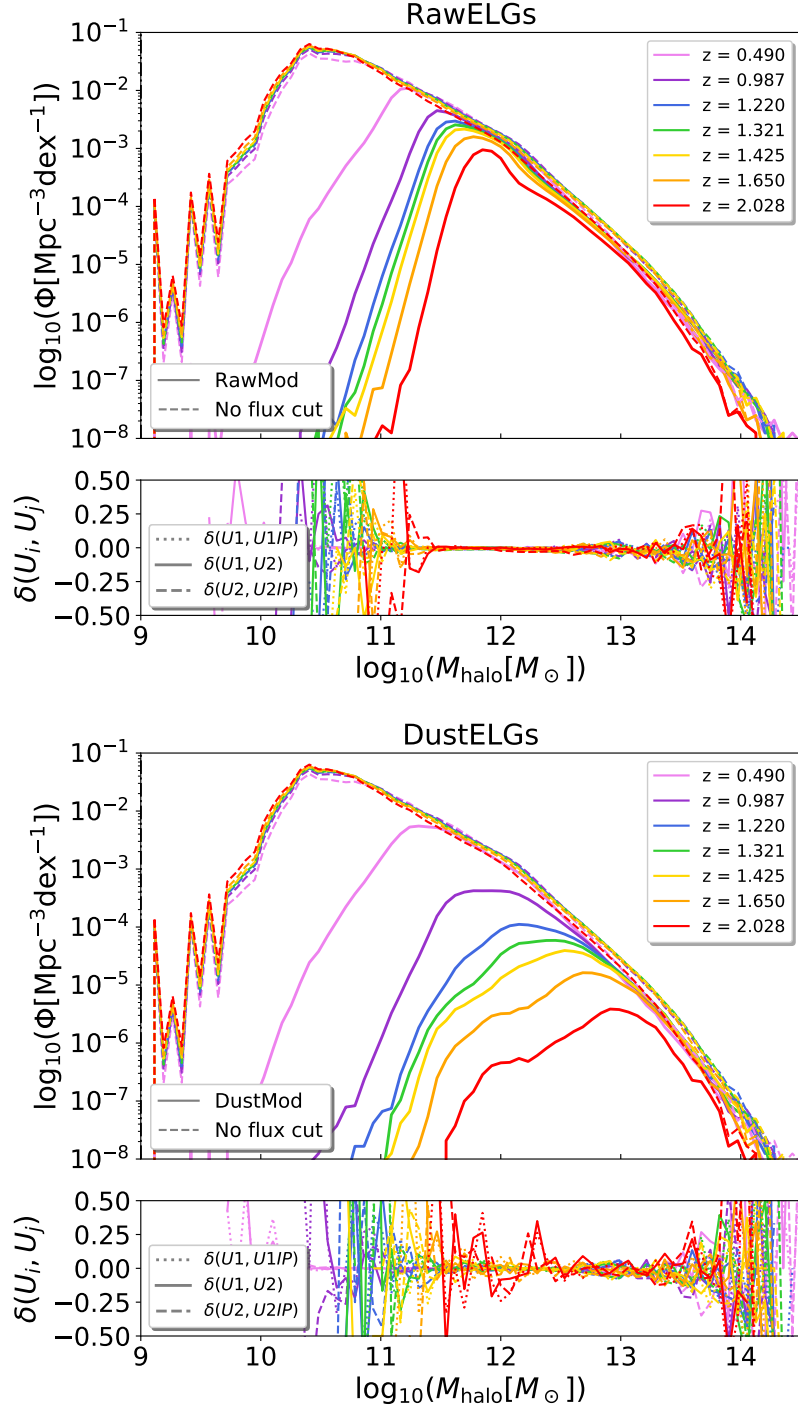 RawELGs
log₁₀(Φ[Mpc⁻³dex⁻¹])
10⁻¹
10⁻²
10⁻³
10⁻⁴
10⁻⁵
10⁻⁶
10⁻⁷
10⁻⁸
z = 0.490
z = 0.987
z = 1.220
z = 1.321
z = 1.425
z = 1.650
z = 2.028
RawMod
No flux cut
δ(Uᵢ, Uⱼ)
0.50
0.25
0.00
−0.25
−0.50
δ(U1, U1IP)
δ(U1, U2)
δ(U2, U2IP)
9 10 11 12 13 14
log₁₀(M_halo[M_⊙])
DustELGs
log₁₀(Φ[Mpc⁻³dex⁻¹])
10⁻¹
10⁻²
10⁻³
10⁻⁴
10⁻⁵
10⁻⁶
10⁻⁷
10⁻⁸
z = 0.490
z = 0.987
z = 1.220
z = 1.321
z = 1.425
z = 1.650
z = 2.028
DustMod
No flux cut
δ(Uᵢ, Uⱼ)
0.50
0.25
0.00
−0.25
−0.50
δ(U1, U1IP)
δ(U1, U2)
δ(U2, U2IP)
9 10 11 12 13 14
log₁₀(M_halo[M_⊙])